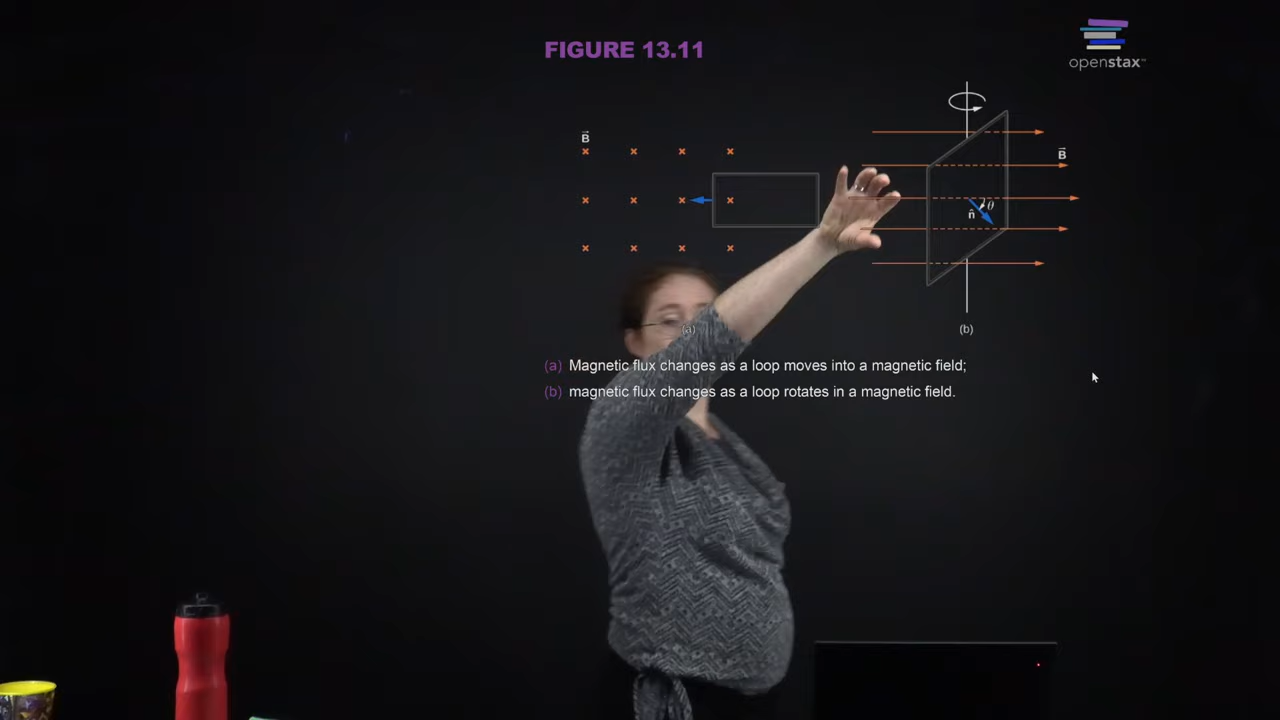 FIGURE 13.11
openstax™
B
× × × ×
× × × ×
× × × ×
(a)
B
θ
n̂
(b)
(a) Magnetic flux changes as a loop moves into a magnetic field;
(b) magnetic flux changes as a loop rotates in a magnetic field.